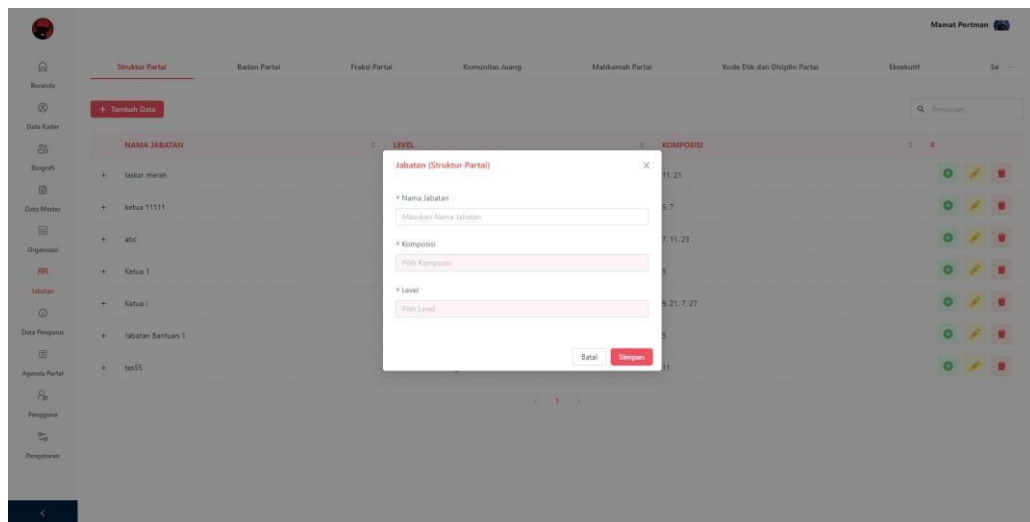 Mamat Portman
Beranda
Data Kader
Biografi
Data Master
Organisasi
Jabatan
Data Pengurus
Agenda Partai
Pengguna
Pengaturan
Struktur Partai
Badan Partai
Fraksi Partai
Komunitas Juang
Mahkamah Partai
Kode Etik dan Disiplin Partai
Eksekutif
Se ...
+ Tambah Data
Pencarian
NAMA JABATAN LEVEL KOMPOSISI #
+ laskar merah 11, 21
+ ketua 11111 5, 7
+ abc 7, 11, 23
+ Ketua 1 5
+ Ketua I 9, 21, 7, 27
+ Jabatan Bantuan 1
+ tes55 11
< 1 >
Jabatan (Struktur Partai)
* Nama Jabatan
Masukan Nama Jabatan
* Komposisi
Pilih Komposisi
* Level
Pilih Level
Batal
Simpan